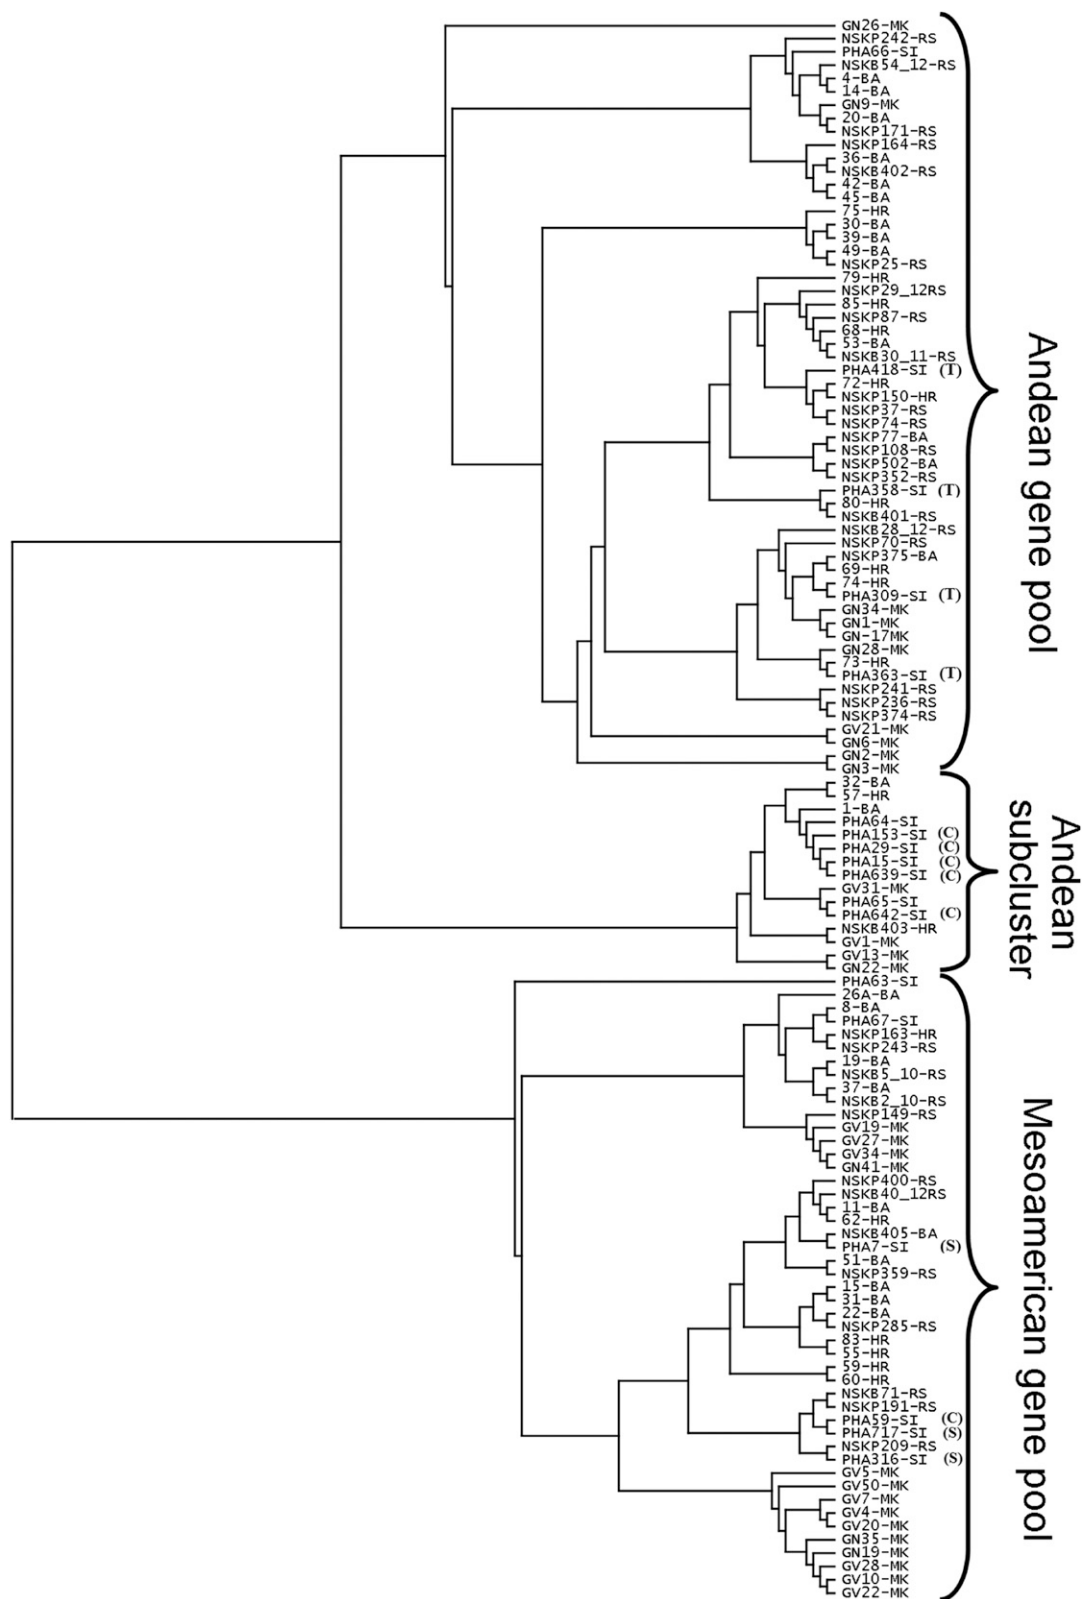 GN26-MK
NSKP242-RS
PHA66-SI
NSKB54_12-RS
4-BA
14-BA
GN9-MK
20-BA
NSKP171-RS
NSKP164-RS
36-BA
NSKB402-RS
42-BA
45-BA
75-HR
30-BA
39-BA
49-BA
NSKP25-RS
79-HR
NSKP29_12RS
85-HR
NSKP87-RS
68-HR
53-BA
NSKB30_11-RS
PHA418-SI (T)
72-HR
NSKP150-HR
NSKP37-RS
NSKP74-RS
NSKP77-BA
NSKP108-RS
NSKP502-BA
NSKP352-RS
PHA358-SI (T)
80-HR
NSKB401-RS
NSKB28_12-RS
NSKP70-RS
NSKP375-BA
69-HR
74-HR
PHA309-SI (T)
GN34-MK
GN1-MK
GN-17MK
GN28-MK
73-HR
PHA363-SI (T)
NSKP241-RS
NSKP236-RS
NSKP374-RS
GV21-MK
GN6-MK
GN2-MK
GN3-MK
Andean gene pool
32-BA
57-HR
1-BA
PHA64-SI
PHA153-SI (C)
PHA29-SI (C)
PHA15-SI (C)
PHA639-SI (C)
GV31-MK
PHA65-SI
PHA642-SI (C)
NSKB403-HR
GV1-MK
GV13-MK
GN22-MK
Andean
subcluster
PHA63-SI
26A-BA
8-BA
PHA67-SI
NSKP163-HR
NSKP243-RS
19-BA
NSKB5_10-RS
37-BA
NSKB2_10-RS
NSKP149-RS
GV19-MK
GV27-MK
GV34-MK
GN41-MK
NSKP400-RS
NSKB40_12RS
11-BA
62-HR
NSKB405-BA
PHA7-SI (S)
51-BA
NSKP359-RS
15-BA
31-BA
22-BA
NSKP285-RS
83-HR
55-HR
59-HR
60-HR
NSKB71-RS
NSKP191-RS
PHA59-SI (C)
PHA717-SI (S)
NSKP209-RS
PHA316-SI (S)
GV5-MK
GV50-MK
GV7-MK
GV4-MK
GV20-MK
GN35-MK
GN19-MK
GV28-MK
GV10-MK
GV22-MK
Mesoamerican gene pool